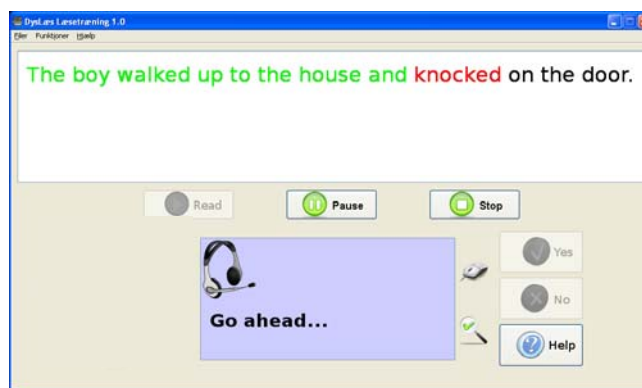 DysLæs Læsetræning 1.0
Filer Funktioner Hjælp
The boy walked up to the house and knocked on the door.
Read Pause Stop
Yes
No
Go ahead...
Help